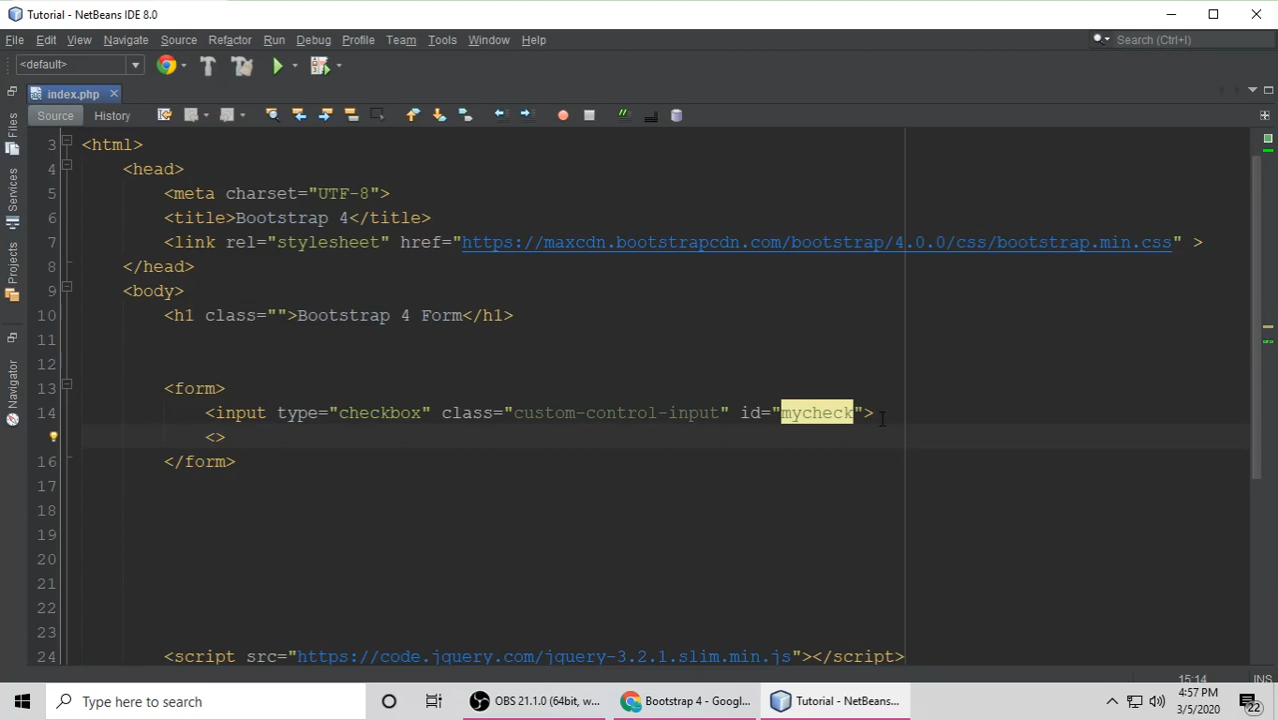 Tutorial - NetBeans IDE 8.0
File Edit View Navigate Source Refactor Run Debug Profile Team Tools Window Help
Search (Ctrl+I)
<default>
index.php
Source History
Files
Services
Projects
Navigator
3 <html>
4 <head>
5 <meta charset="UTF-8">
6 <title>Bootstrap 4</title>
7 <link rel="stylesheet" href="https://maxcdn.bootstrapcdn.com/bootstrap/4.0.0/css/bootstrap.min.css" >
8 </head>
9 <body>
10 <h1 class="">Bootstrap 4 Form</h1>
11
12
13 <form>
14 <input type="checkbox" class="custom-control-input" id="mycheck">
<>
16 </form>
17
18
19
20
21
22
23
24 <script src="https://code.jquery.com/jquery-3.2.1.slim.min.js"></script>
15:14 INS
Type here to search
OBS 21.1.0 (64bit, w...
Bootstrap 4 - Googl...
Tutorial - NetBeans...
4:57 PM
3/5/2020
22